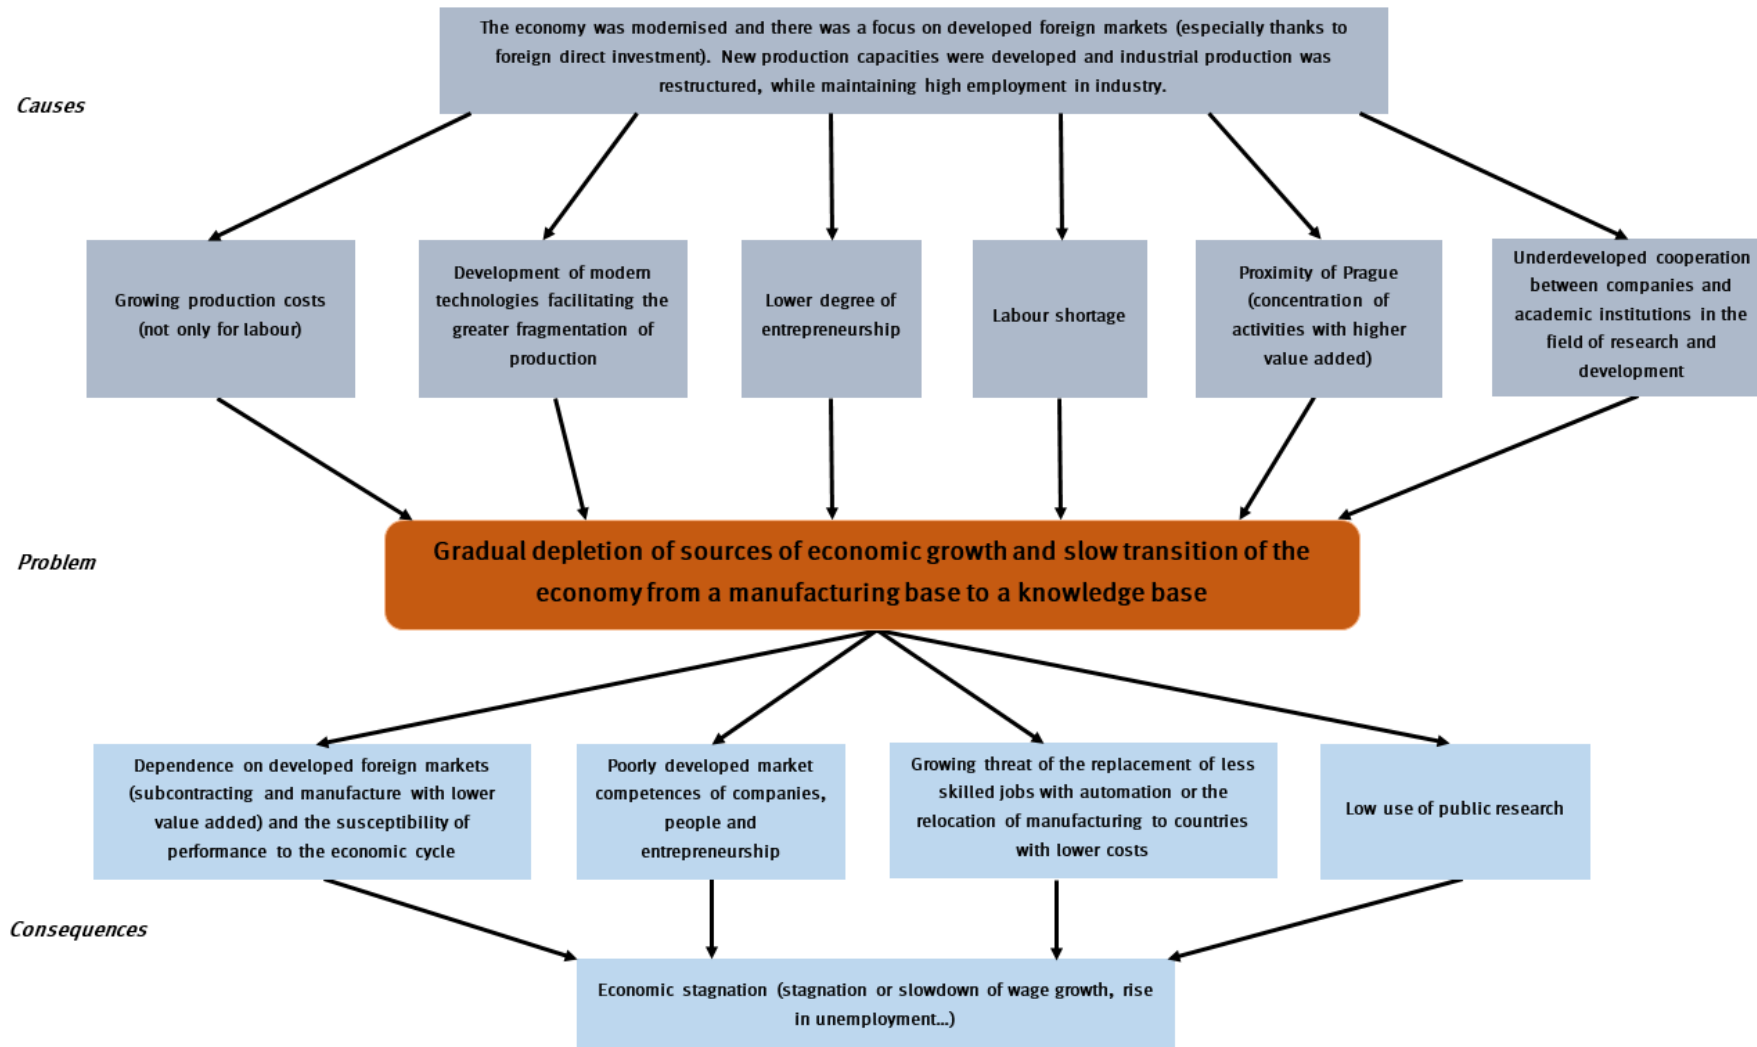 The economy was modernised and there was a focus on developed foreign markets (especially thanks to
foreign direct investment). New production capacities were developed and industrial production was
restructured, while maintaining high employment in industry.
Causes
Growing production costs
(not only for labour)
Development of modern
technologies facilitating the
greater fragmentation of
production
Lower degree of
entrepreneurship
Labour shortage
Proximity of Prague
(concentration of
activities with higher
value added)
Underdeveloped cooperation
between companies and
academic institutions in the
field of research and
development
Problem
Gradual depletion of sources of economic growth and slow transition of the
economy from a manufacturing base to a knowledge base
Dependence on developed foreign markets
(subcontracting and manufacture with lower
value added) and the susceptibility of
performance to the economic cycle
Poorly developed market
competences of companies,
people and
entrepreneurship
Growing threat of the replacement of less
skilled jobs with automation or the
relocation of manufacturing to countries
with lower costs
Low use of public research
Consequences
Economic stagnation (stagnation or slowdown of wage growth, rise
in unemployment...)